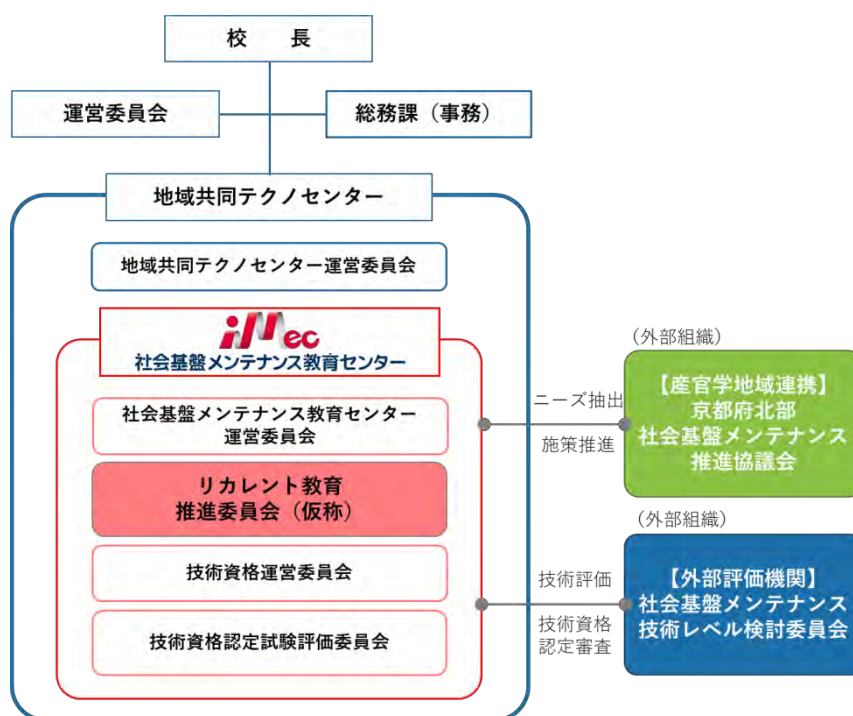 校　　長
運営委員会
総務課（事務）
地域共同テクノセンター
地域共同テクノセンター運営委員会
iMec
社会基盤メンテナンス教育センター
社会基盤メンテナンス教育センター
運営委員会
リカレント教育
推進委員会（仮称）
技術資格運営委員会
技術資格認定試験評価委員会
ニーズ抽出
施策推進
（外部組織）
【産官学地域連携】
京都府北部
社会基盤メンテナンス
推進協議会
技術評価
技術資格
認定審査
（外部組織）
【外部評価機関】
社会基盤メンテナンス
技術レベル検討委員会